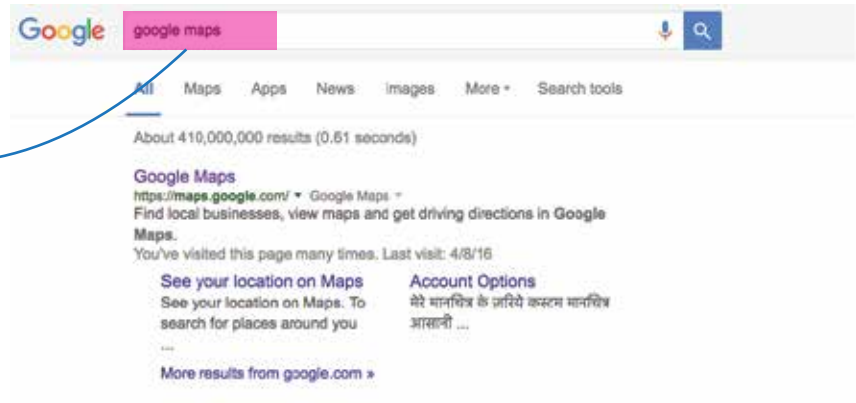 Google google maps
All Maps Apps News Images More Search tools
About 410,000,000 results (0.61 seconds)
Google Maps
https://maps.google.com/ Google Maps
Find local businesses, view maps and get driving directions in Google
Maps.
You've visited this page many times. Last visit: 4/8/16
See your location on Maps
See your location on Maps. To
search for places around you
...
Account Options
मेरे मानचित्र के ज़रिये कस्टम मानचित्र
आसानी ...
More results from google.com »